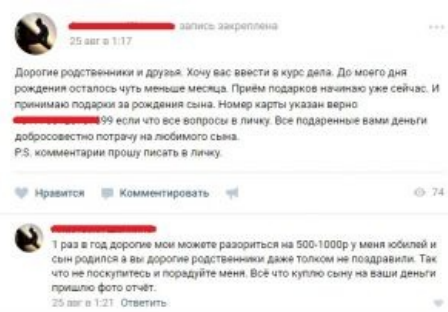 запись закреплена
25 авг в 1:17
Дорогие родственники и друзья. Хочу вас ввести в курс дела. До моего дня
рождения осталось чуть меньше месяца. Приём подарков начинаю уже сейчас. И
принимаю подарки за рождения сына. Номер карты указан верно
99 если что все вопросы в личку. Все подаренные вами деньги
добросовестно потрачу на любимого сына.
P.S. комментарии прошу писать в личку.
Нравится Комментировать 74
1 раз в год дорогие мои можете разориться на 500-1000р у меня юбилей и
сын родился а вы дорогие родственники даже толком не поздравили. Так
что не поскупитесь и порадуйте меня. Всё что куплю сыну на ваши деньги
пришлю фото отчёт.
25 авг в 1:21 Ответить